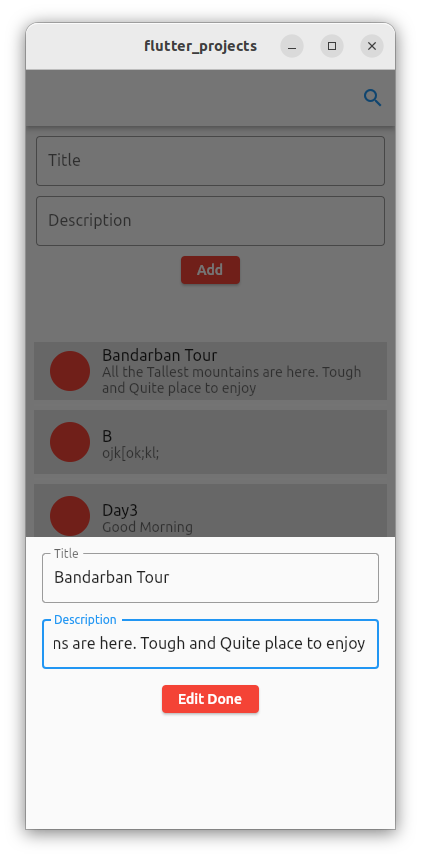 flutter_projects
Title
Description
Add
Bandarban Tour
All the Tallest mountains are here. Tough
and Quite place to enjoy
B
ojk[ok;kl;
Day3
Good Morning
Title
Bandarban Tour
Description
ns are here. Tough and Quite place to enjoy
Edit Done